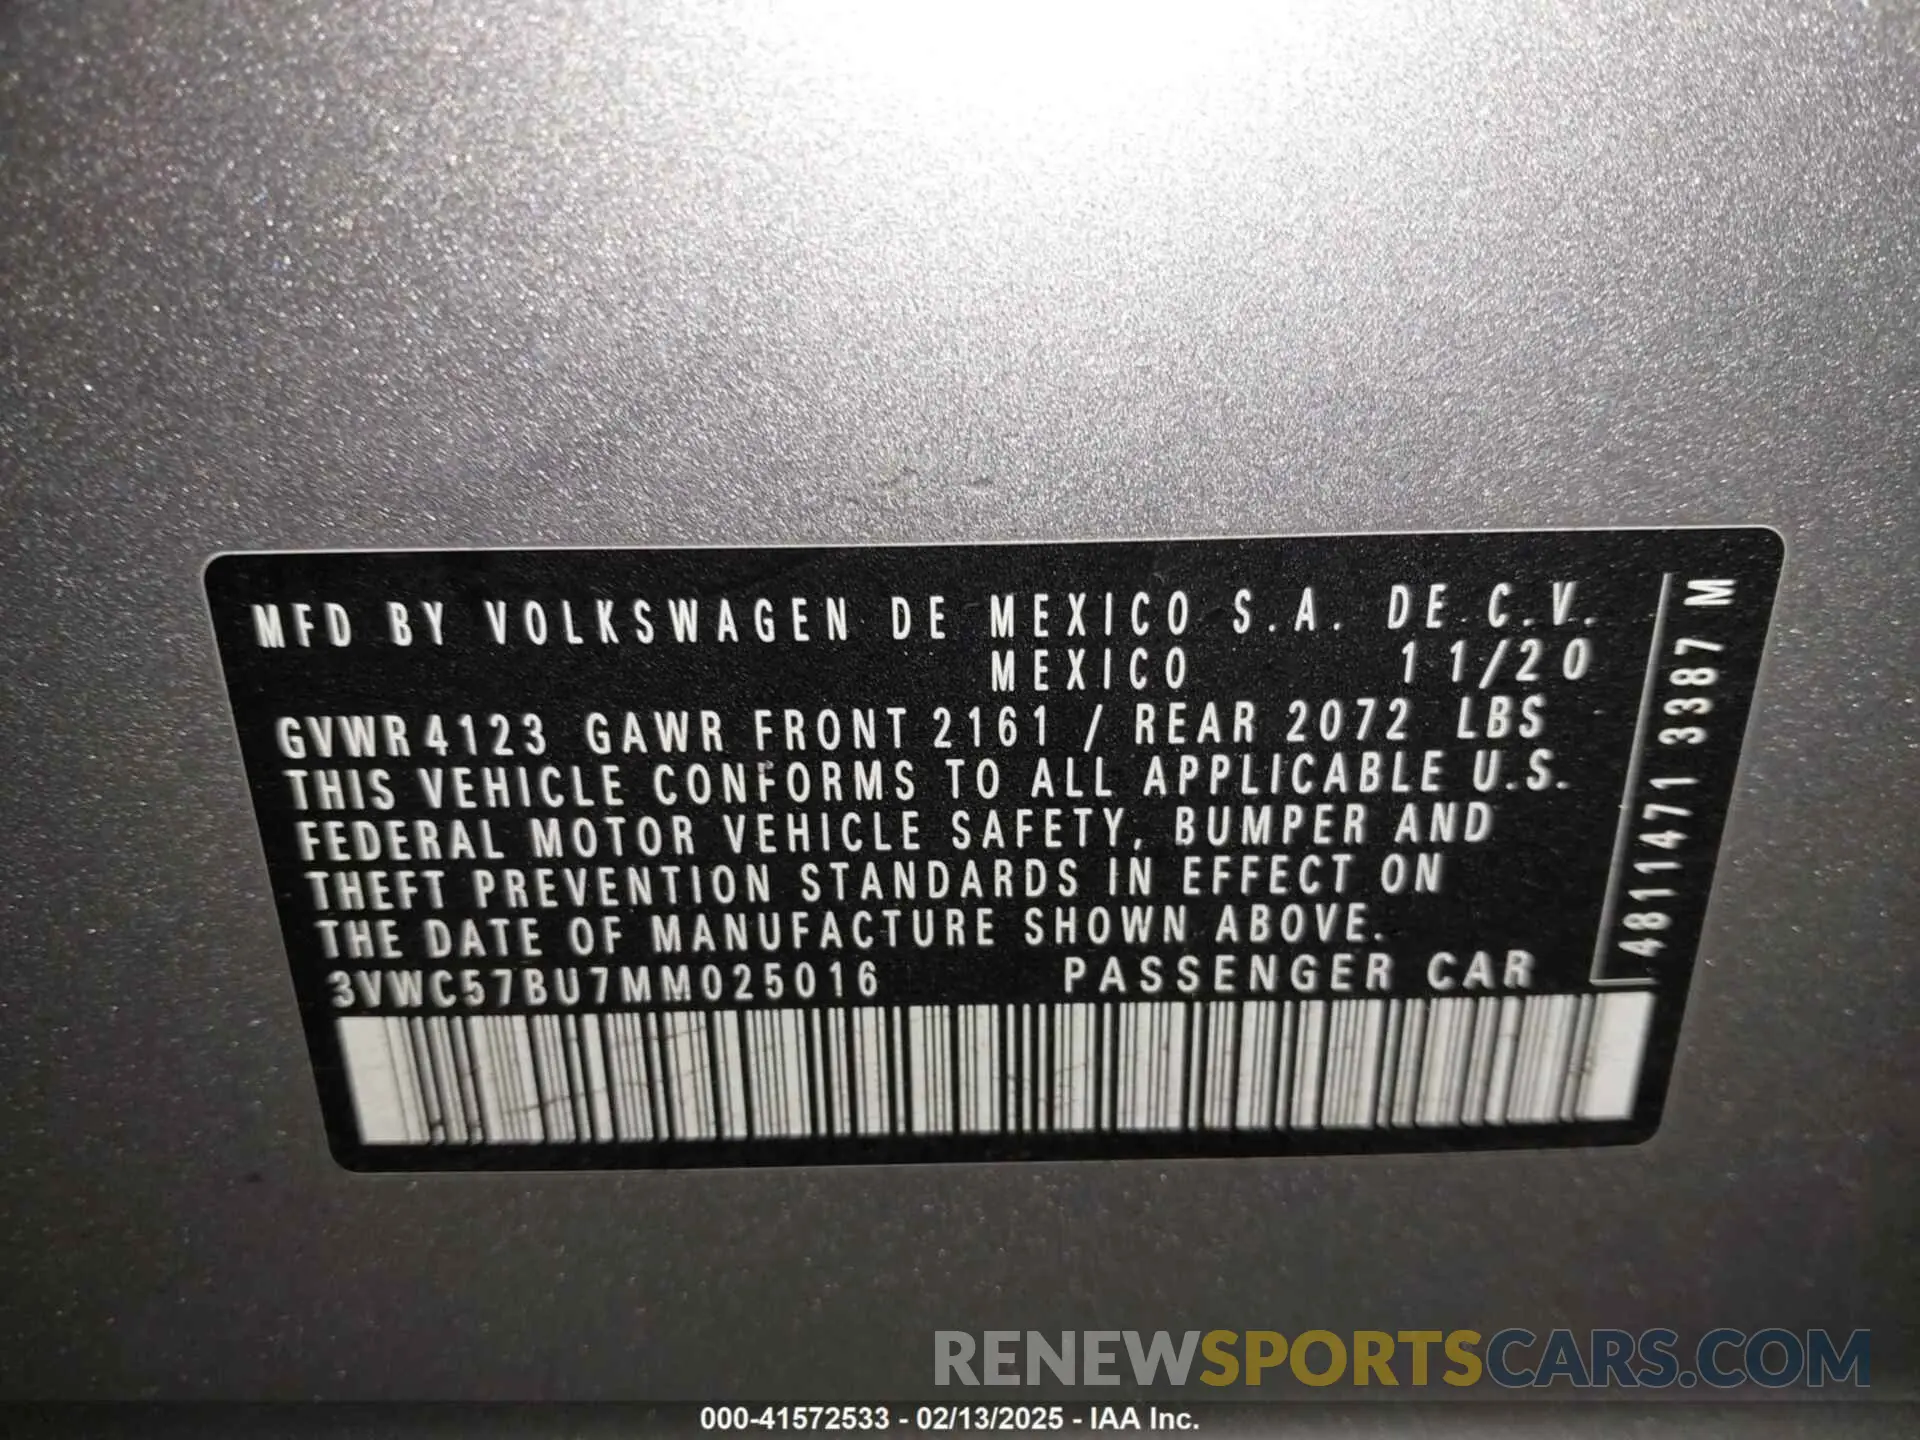 MFD BY VOLKSWAGEN DE MEXICO S.A. DE C.V.
MEXICO 11/20
GVWR 4123 GAWR FRONT 2161 / REAR 2072 LBS
THIS VEHICLE CONFORMS TO ALL APPLICABLE U.S.
FEDERAL MOTOR VEHICLE SAFETY, BUMPER AND
THEFT PREVENTION STANDARDS IN EFFECT ON
THE DATE OF MANUFACTURE SHOWN ABOVE.
3VWC57BU7MM025016 PASSENGER CAR
4811471 3387 M
RENEWSPORTSCARS.COM
000-41572533 - 02/13/2025 - IAA Inc.